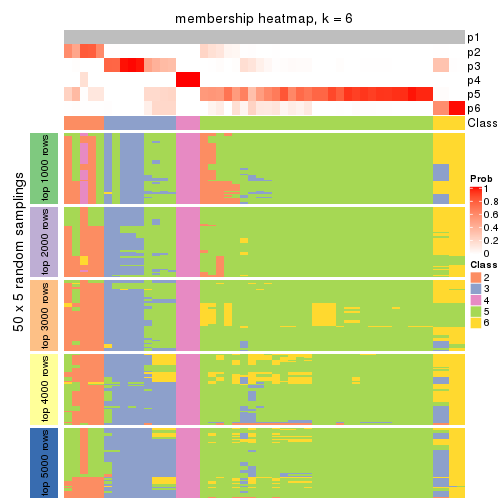 membership heatmap, k = 6
p1
p2
p3
p4
p5
p6
Class
50 x 5 random samplings
top 1000 rows
top 2000 rows
top 3000 rows
top 4000 rows
top 5000 rows
Prob
1
0.8
0.6
0.4
0.2
0
Class
2
3
4
5
6